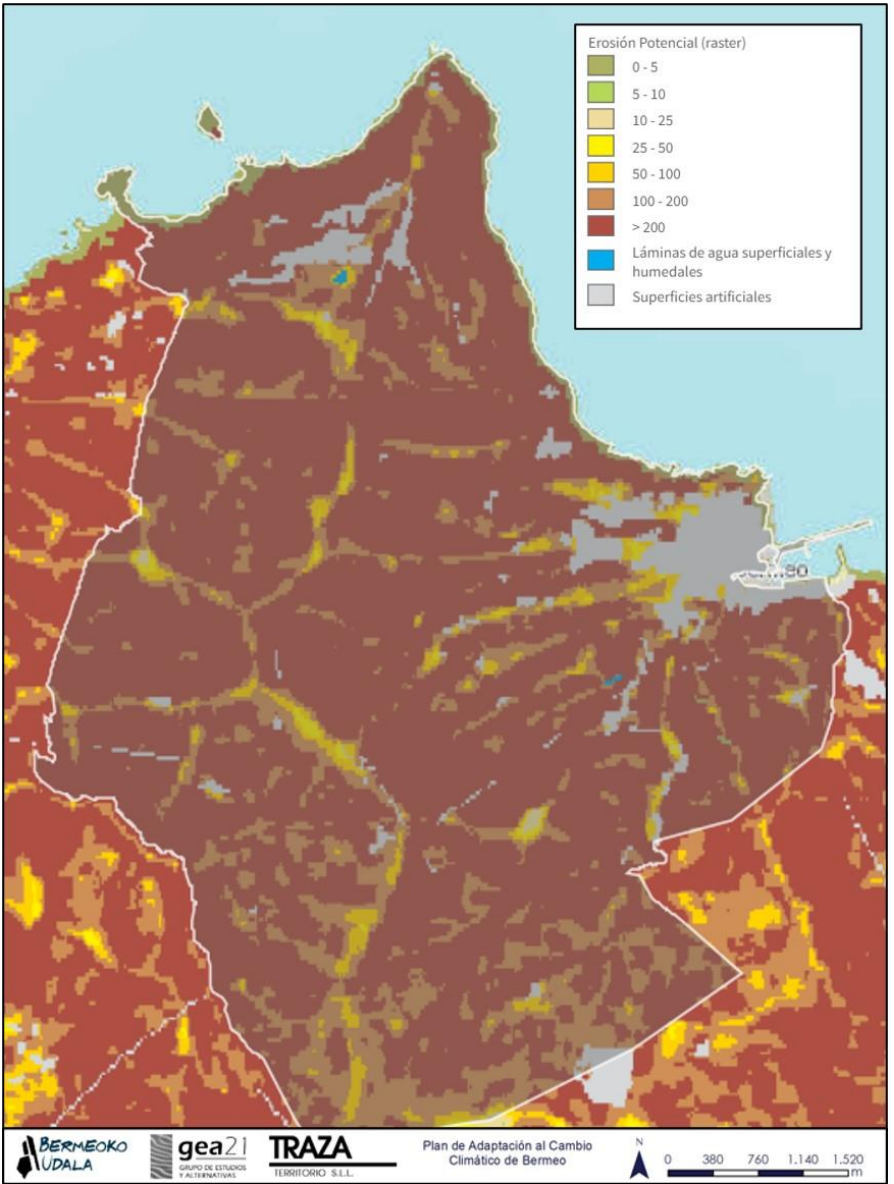 Erosión Potencial (raster)
0 - 5
5 - 10
10 - 25
25 - 50
50 - 100
100 - 200
> 200
Láminas de agua superficiales y
humedales
Superficies artificiales
BERMEOKO
UDALA
gea21
GRUPO DE ESTUDIOS
Y ALTERNATIVAS
TRAZA
TERRITORIO S.L.L.
Plan de Adaptación al Cambio
Climático de Bermeo
N
0 380 760 1.140 1.520
m